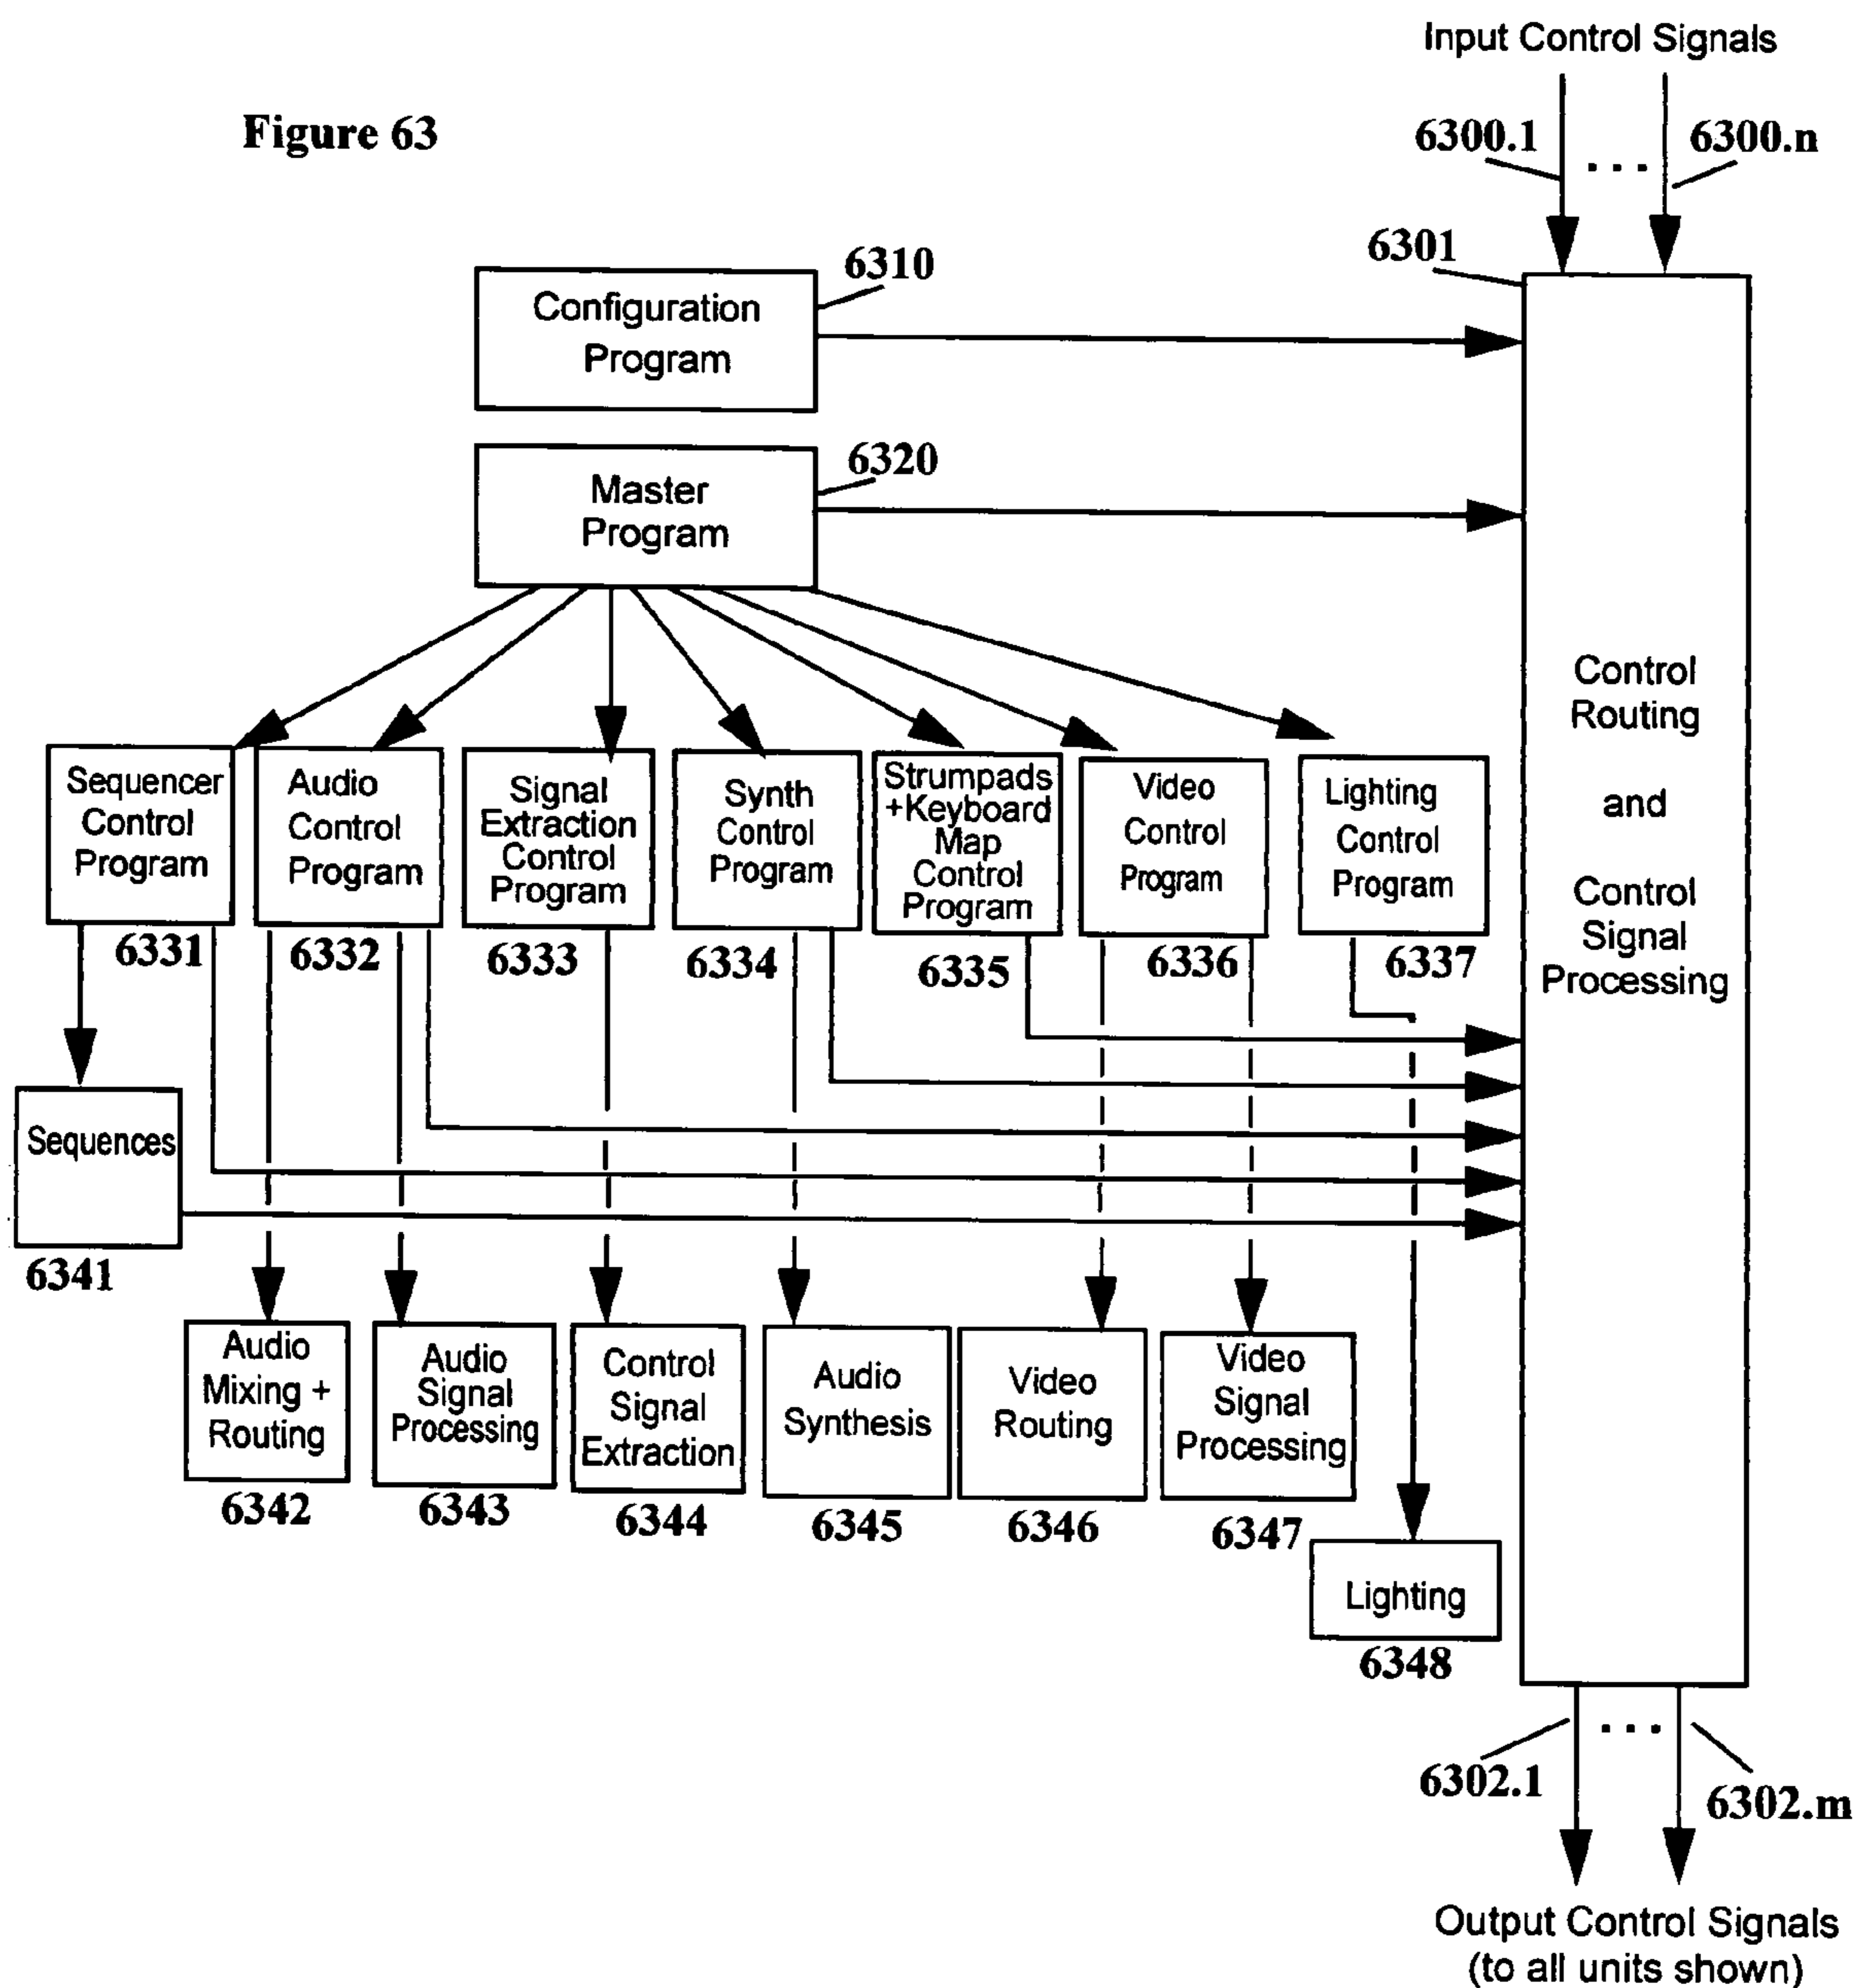 Input Control Signals
Figure 63
6300.1
...
6300.n
6301
6310
Configuration
Program
6320
Master
Program
Control
Routing
and
Control
Signal
Processing
Sequencer
Control
Program
6331
Audio
Control
Program
6332
Signal
Extraction
Control
Program
6333
Synth
Control
Program
6334
Strumpads
+Keyboard
Map
Control
Program
6335
Video
Control
Program
6336
Lighting
Control
Program
6337
Sequences
6341
Audio
Mixing +
Routing
6342
Audio
Signal
Processing
6343
Control
Signal
Extraction
6344
Audio
Synthesis
6345
Video
Routing
6346
Video
Signal
Processing
6347
Lighting
6348
6302.1
...
6302.m
Output Control Signals
(to all units shown)